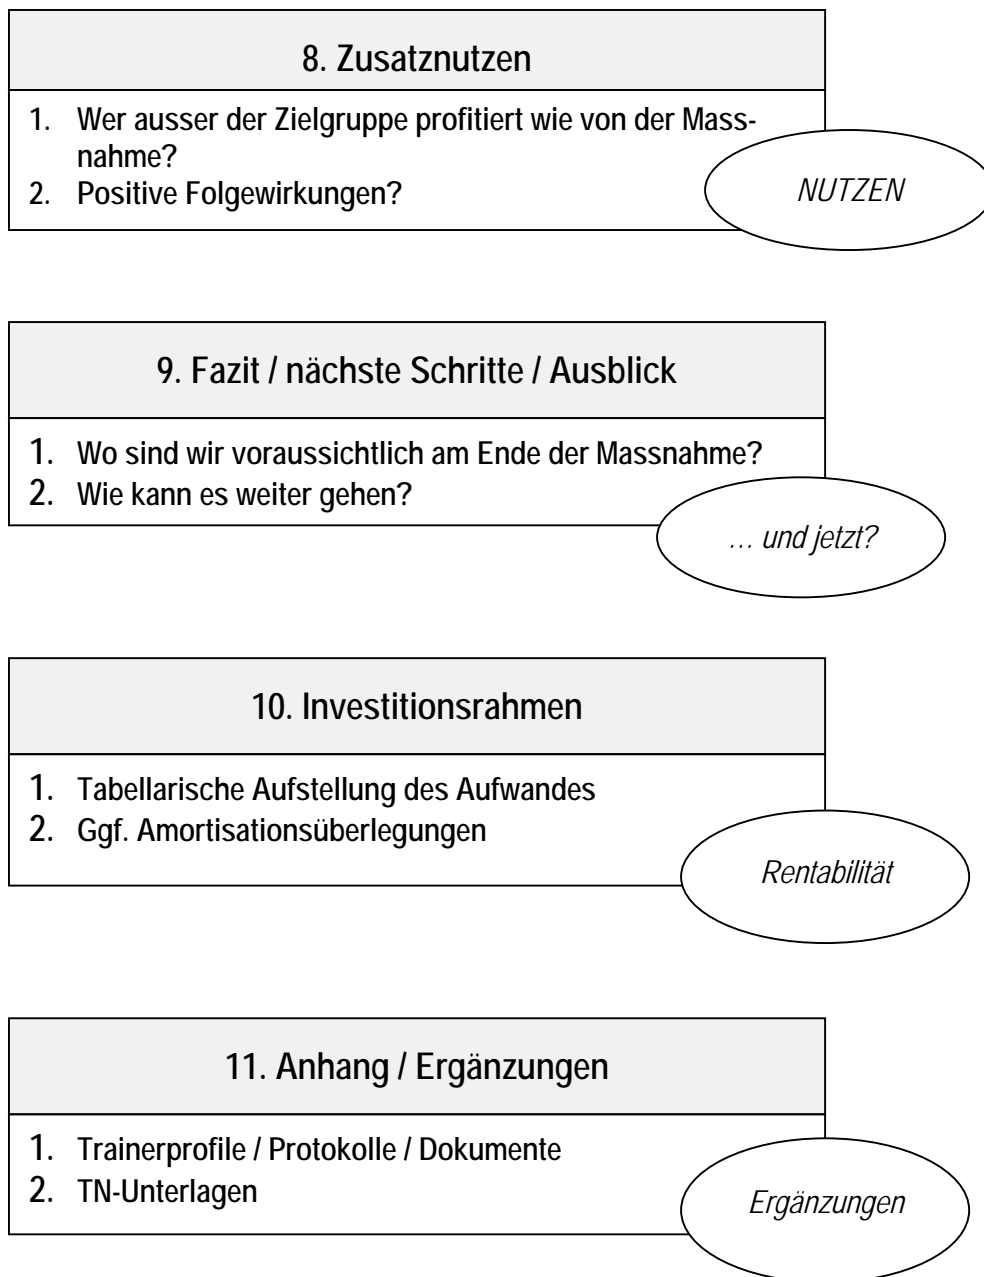 8. Zusatznutzen
1. Wer ausser der Zielgruppe profitiert wie von der Mass-
nahme?
2. Positive Folgewirkungen?
NUTZEN
9. Fazit / nächste Schritte / Ausblick
1. Wo sind wir voraussichtlich am Ende der Massnahme?
2. Wie kann es weiter gehen?
... und jetzt?
10. Investitionsrahmen
1. Tabellarische Aufstellung des Aufwandes
2. Ggf. Amortisationsüberlegungen
Rentabilität
11. Anhang / Ergänzungen
1. Trainerprofile / Protokolle / Dokumente
2. TN-Unterlagen
Ergänzungen